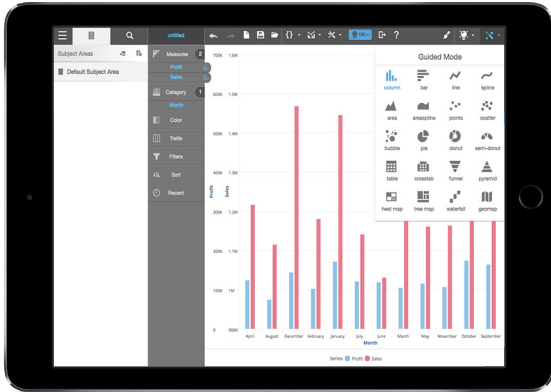 untitled
100+
?
Subject Areas
Default Subject Area
Measures 2
Profit
Sales
Category 1
Month
Color
Trellis
Filters
Sort
Recent
Guided Mode
column bar line spline
area areaspline points scatter
bubble pie donut semi-donut
table crosstab funnel pyramid
heat map tree map waterfall geomap
700K 1.6M
600K 1.5M
500K 1.4M
400K 1.3M
300K 1.2M
200K 1.1M
100K 1M
0 900K
Profit
Sales
April August December February January July June March May November October September
Month
Series Profit Sales